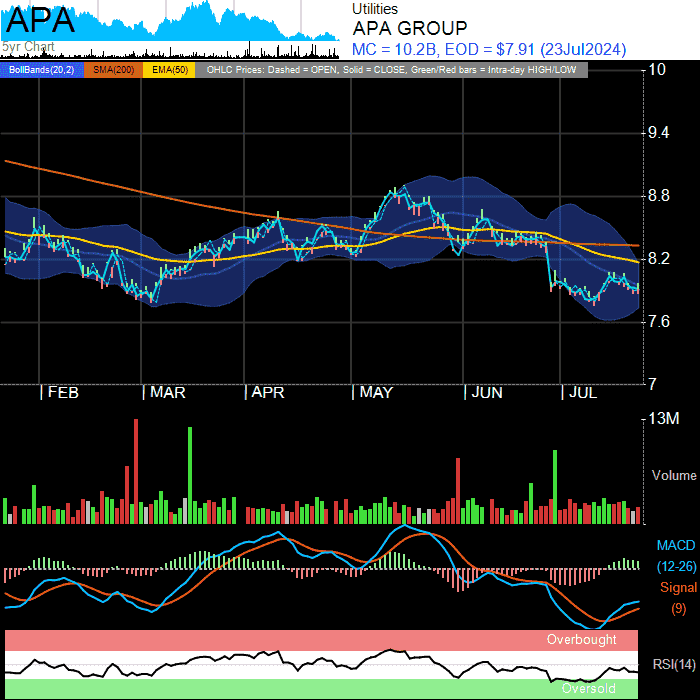 APA
5yr Chart
Utilities
APA GROUP
MC = 10.2B, EOD = $7.91 (23Jul2024)
BollBands(20,2) SMA(200) EMA(50) OHLC Prices: Dashed = OPEN, Solid = CLOSE, Green/Red bars = Intra-day HIGH/LOW
10
9.4
8.8
8.2
7.6
7
| FEB | MAR | APR | MAY | JUN | JUL
13M
Volume
MACD
(12-26)
Signal
(9)
Overbought
RSI(14)
Oversold